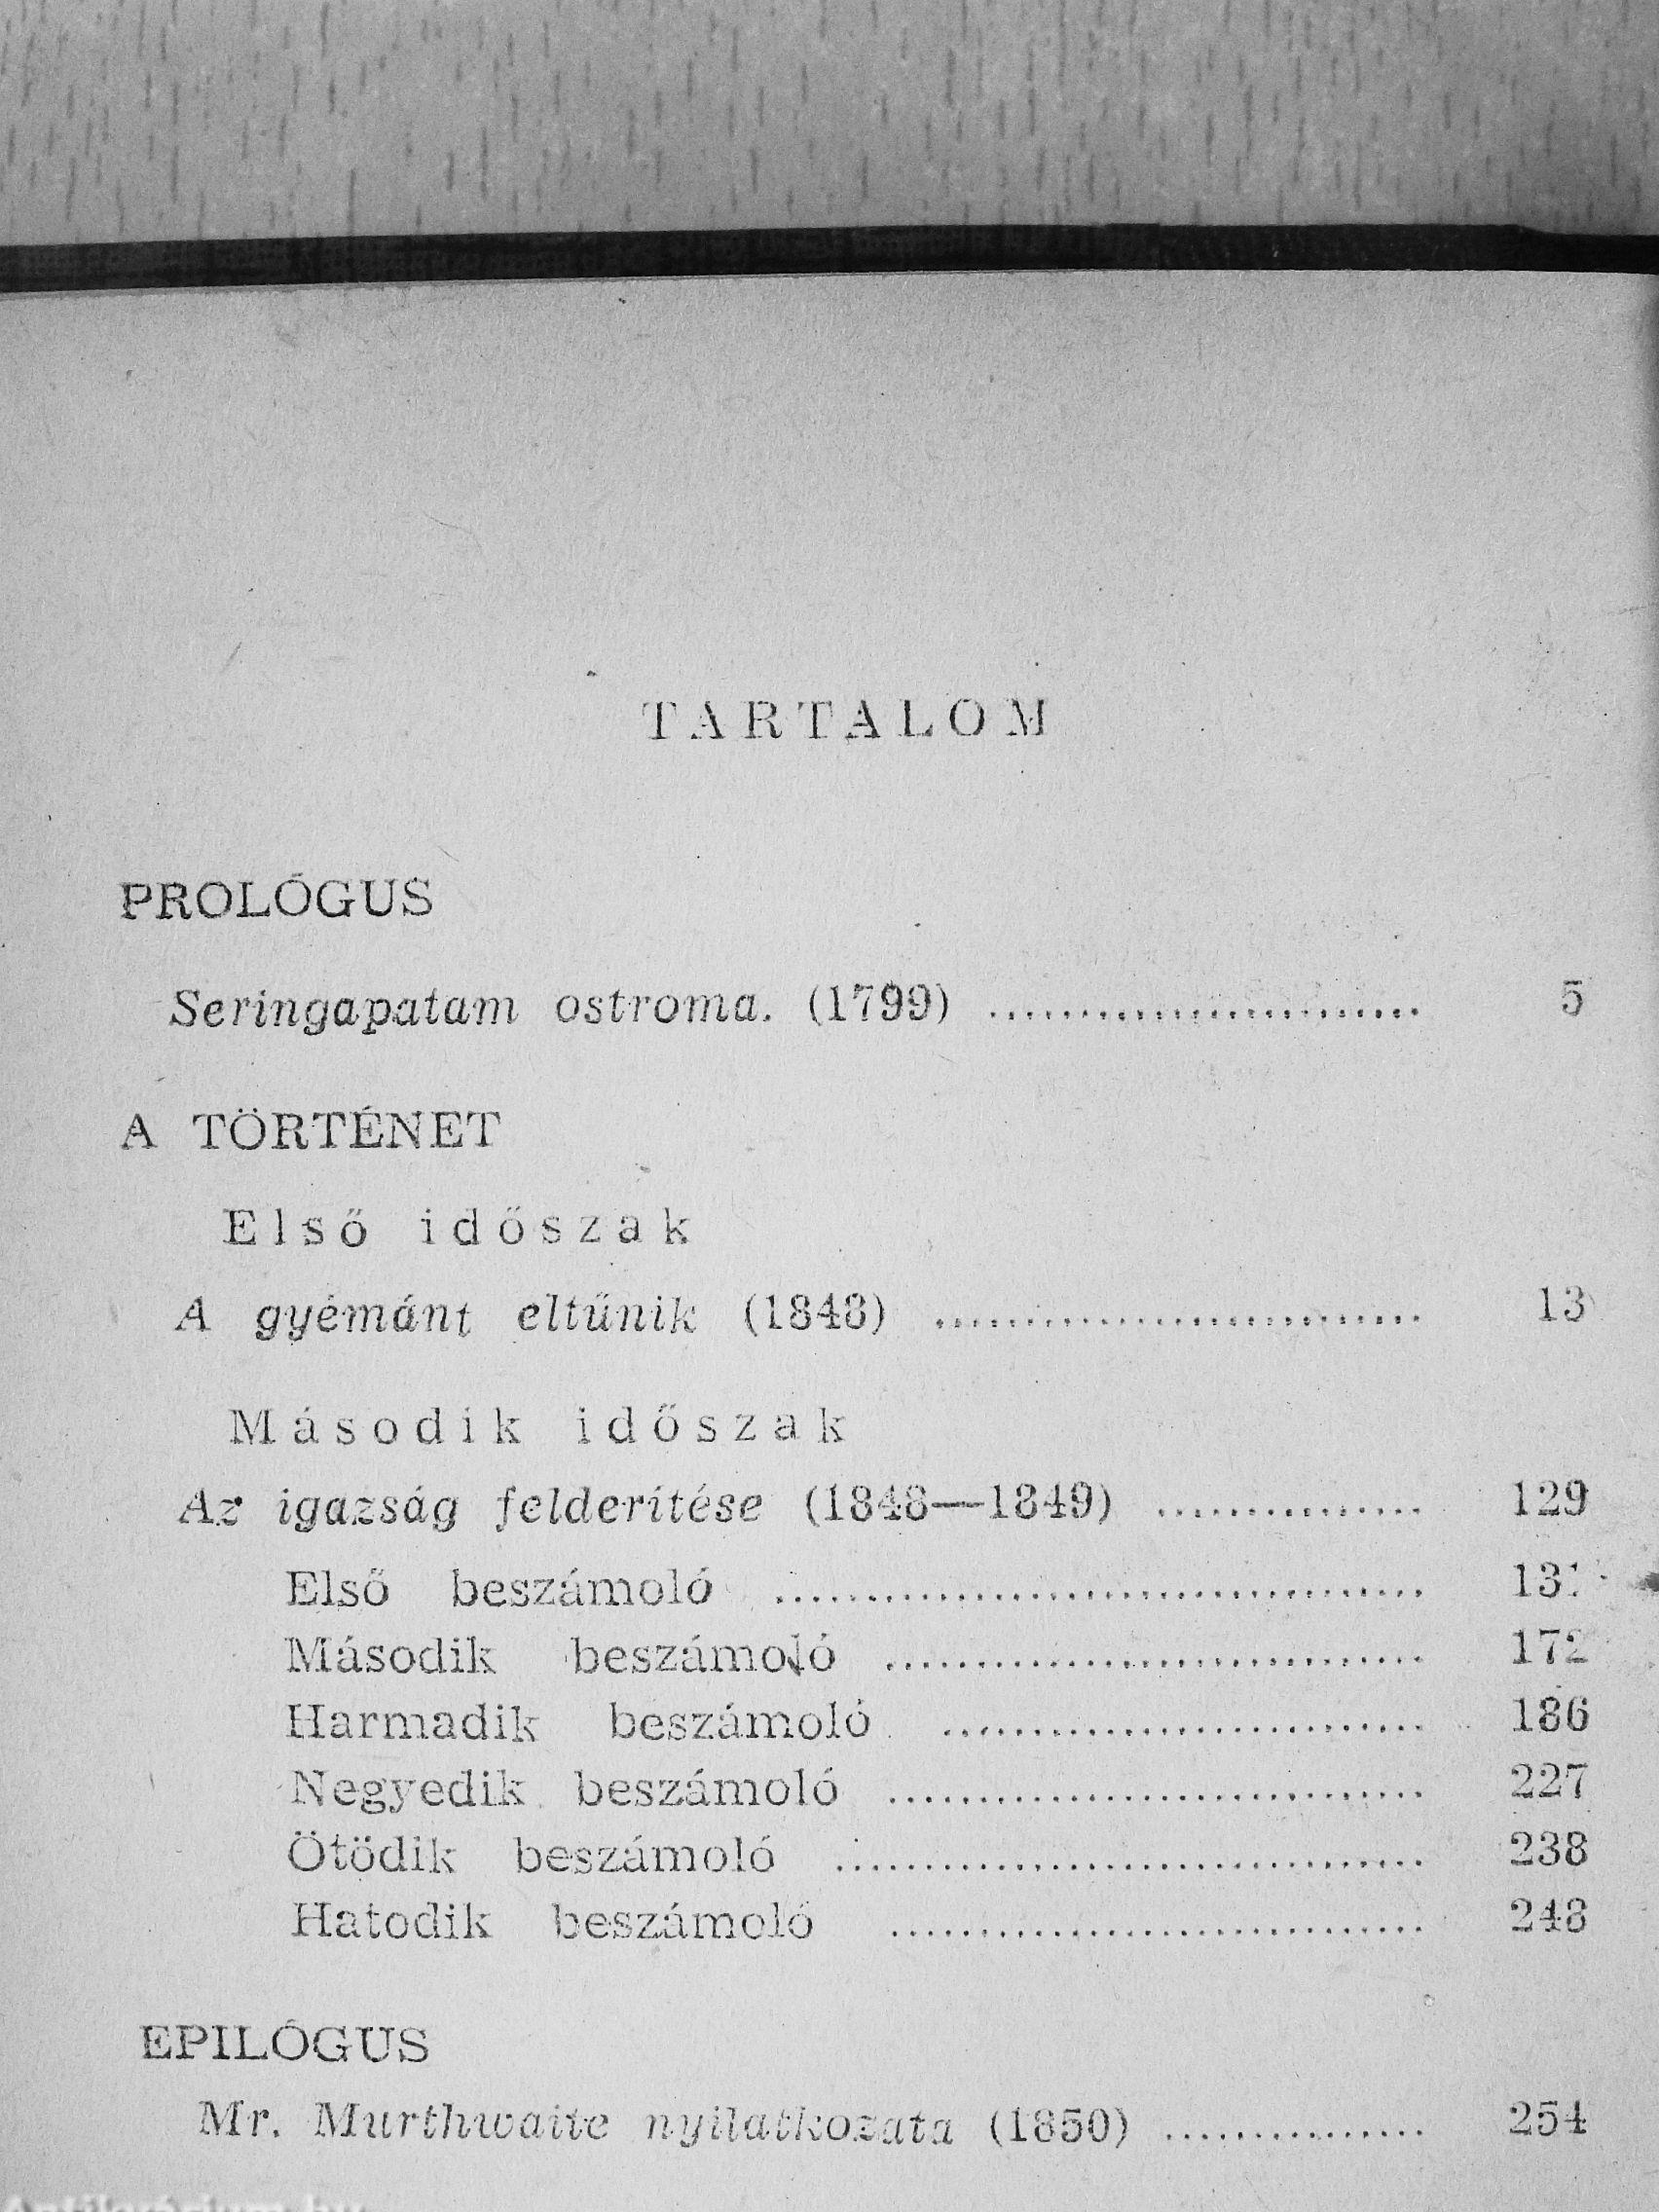 TARTALOM
PROLÓGUS
Seringapatam ostroma. (1799) ........................ 5
A TÖRTÉNET
Első időszak
A gyémánt eltűnik (1848) ........................... 13
Második időszak
Az igazság felderítése (1848—1849) ............... 129
Első beszámoló ..................................... 131
Második beszámoló .............................. 172
Harmadik beszámoló ........................... 186
Negyedik beszámoló .............................. 227
Ötödik beszámoló ................................. 238
Hatodik beszámoló .............................. 248
EPILÓGUS
Mr. Murthwaite nyilatkozata (1850) ............... 254